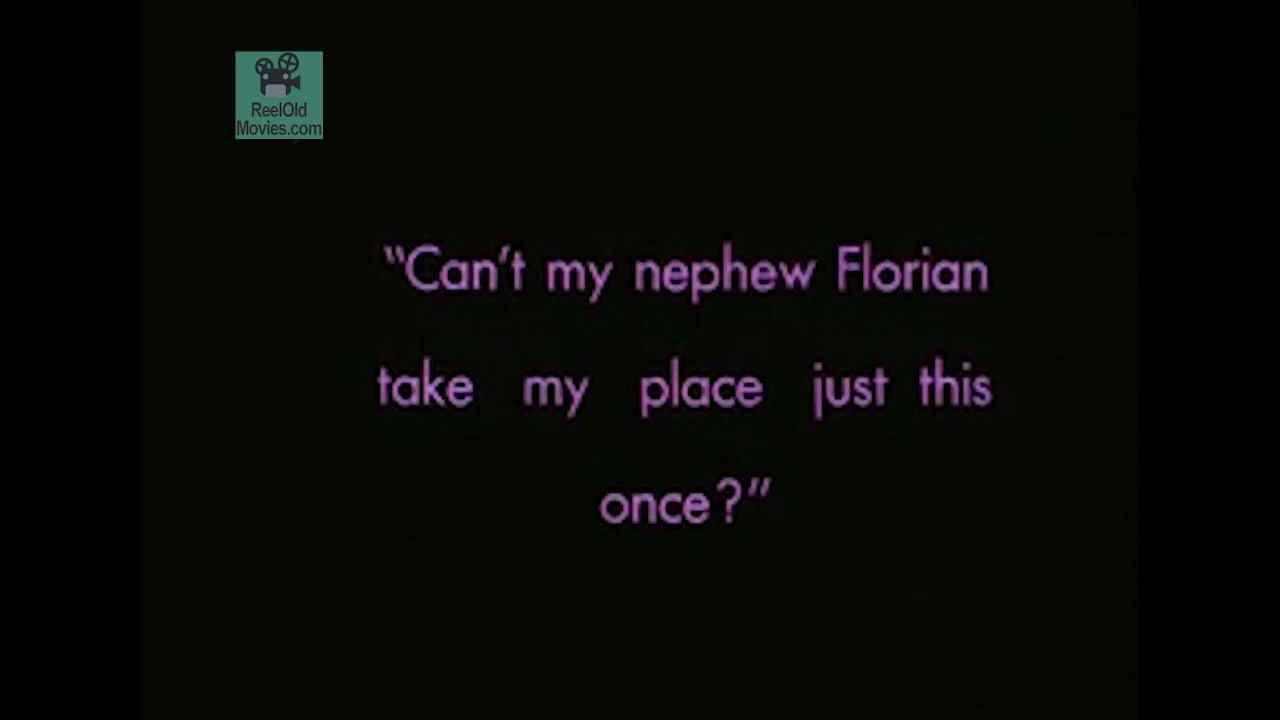 ReelOld
Movies.com
"Can't my nephew Florian
take my place just this
once?"